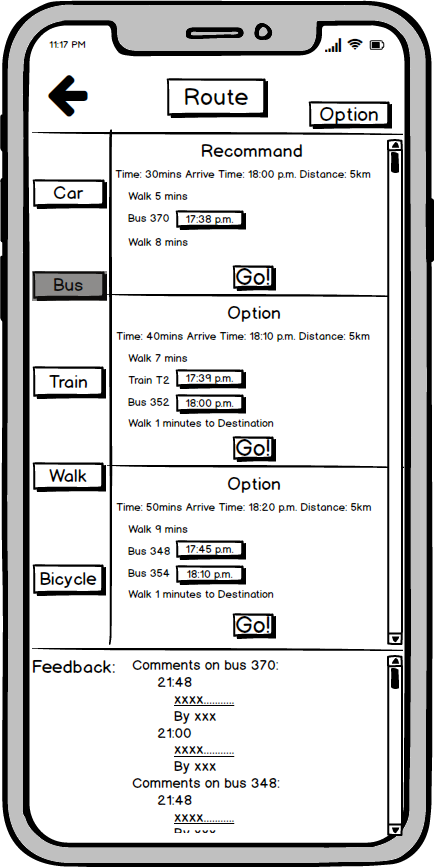 11:17 PM
Route
Option
Car
Bus
Train
Walk
Bicycle
Recommand
Time: 30mins Arrive Time: 18:00 p.m. Distance: 5km
Walk 5 mins
Bus 370 17:38 p.m.
Walk 8 mins
Go!
Option
Time: 40mins Arrive Time: 18:10 p.m. Distance: 5km
Walk 7 mins
Train T2 17:39 p.m.
Bus 352 18:00 p.m.
Walk 1 minutes to Destination
Go!
Option
Time: 50mins Arrive Time: 18:20 p.m. Distance: 5km
Walk 9 mins
Bus 348 17:45 p.m.
Bus 354 18:10 p.m.
Walk 1 minutes to Destination
Go!
Feedback:
Comments on bus 370:
21:48
xxxx...........
By xxx
21:00
xxxx...........
By xxx
Comments on bus 348:
21:48
xxxx...........
By xxx